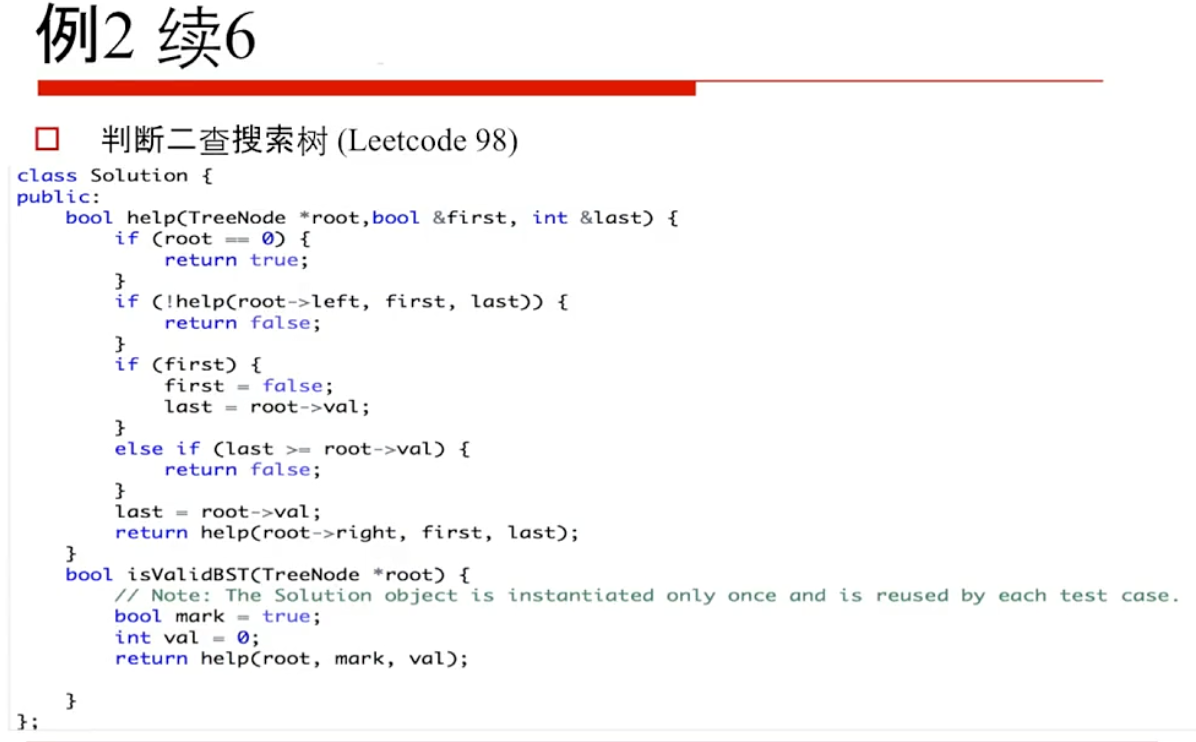 例2 续6
判断二查搜索树 (Leetcode 98)
class Solution {
public:
    bool help(TreeNode *root,bool &first, int &last) {
        if (root == 0) {
            return true;
        }
        if (!help(root->left, first, last)) {
            return false;
        }
        if (first) {
            first = false;
            last = root->val;
        }
        else if (last >= root->val) {
            return false;
        }
        last = root->val;
        return help(root->right, first, last);
    }
    bool isValidBST(TreeNode *root) {
        // Note: The Solution object is instantiated only once and is reused by each test case.
        bool mark = true;
        int val = 0;
        return help(root, mark, val);
    }
};